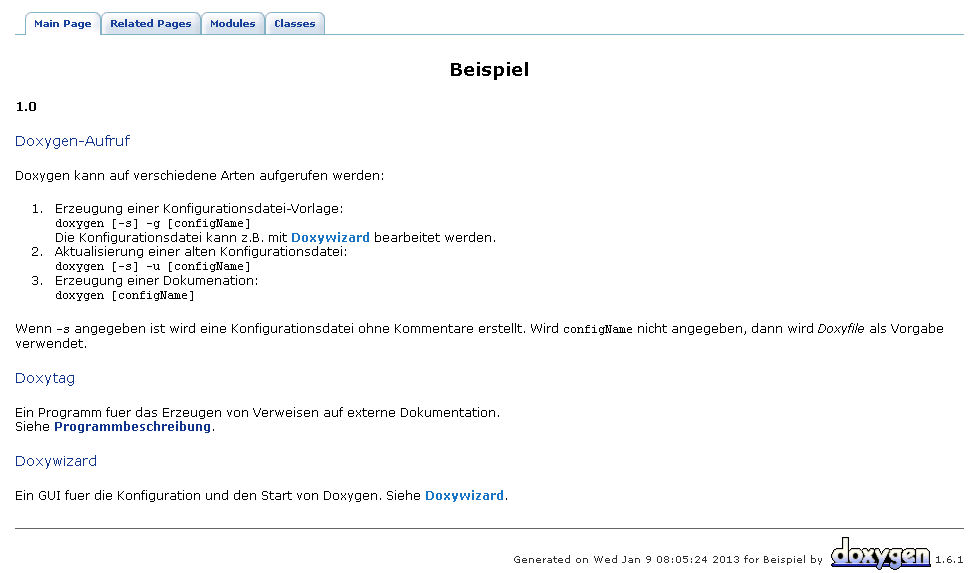 Main Page Related Pages Modules Classes
Beispiel
1.0
Doxygen-Aufruf
Doxygen kann auf verschiedene Arten aufgerufen werden:
1. Erzeugung einer Konfigurationsdatei-Vorlage:
doxygen [-s] -g [configName]
Die Konfigurationsdatei kann z.B. mit Doxywizard bearbeitet werden.
2. Aktualisierung einer alten Konfigurationsdatei:
doxygen [-s] -u [configName]
3. Erzeugung einer Dokumenation:
doxygen [configName]
Wenn -s angegeben ist wird eine Konfigurationsdatei ohne Kommentare erstellt. Wird configName nicht angegeben, dann wird Doxyfile als Vorgabe
verwendet.
Doxytag
Ein Programm fuer das Erzeugen von Verweisen auf externe Dokumentation.
Siehe Programmbeschreibung.
Doxywizard
Ein GUI fuer die Konfiguration und den Start von Doxygen. Siehe Doxywizard.
Generated on Wed Jan 9 08:05:24 2013 for Beispiel by doxygen 1.6.1